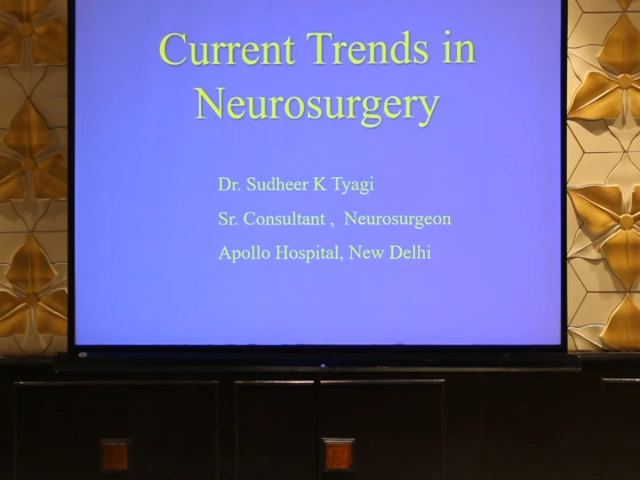 Current Trends in
Neurosurgery
Dr. Sudheer K Tyagi
Sr. Consultant , Neurosurgeon
Apollo Hospital, New Delhi